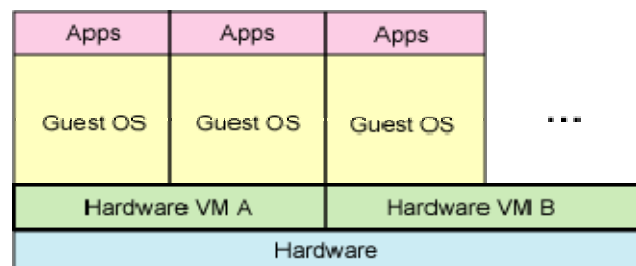 Apps Apps Apps
Guest OS Guest OS Guest OS ...
Hardware VM A Hardware VM B
Hardware